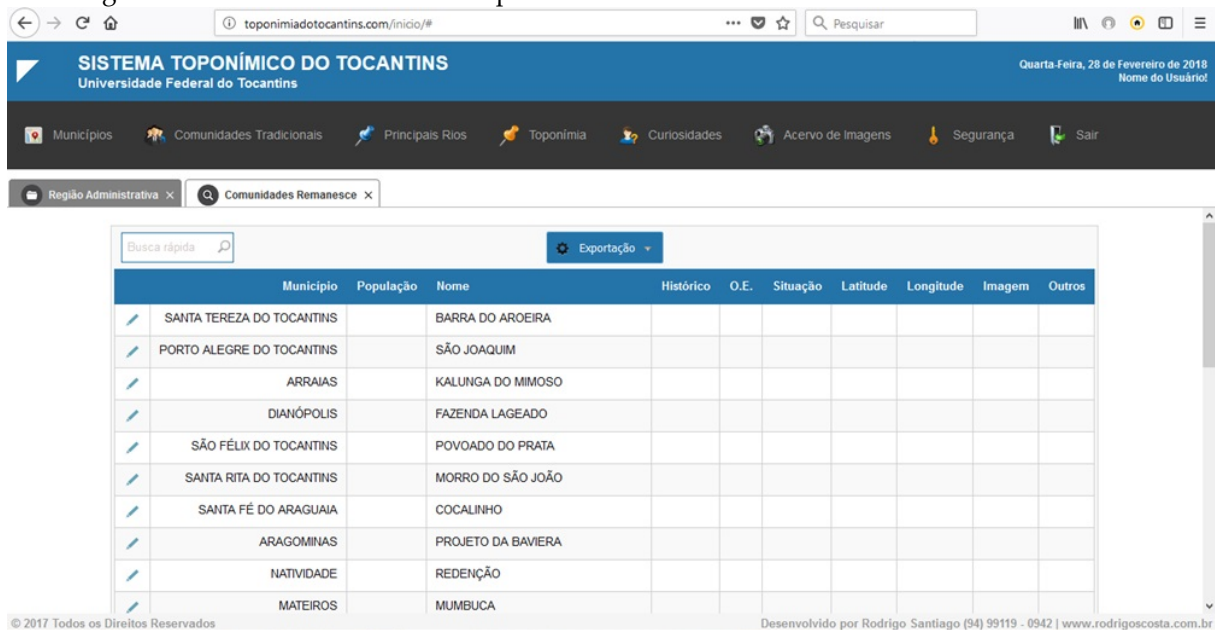 toponimiadotocantins.com/inicio/#
Pesquisar
SISTEMA TOPONÍMICO DO TOCANTINS
Universidade Federal do Tocantins
Quarta-Feira, 28 de Fevereiro de 2018
Nome do Usuário!
Municípios Comunidades Tradicionais Principais Rios Toponímia Curiosidades Acervo de Imagens Segurança Sair
Região Administrativa × Comunidades Remanesce ×
Busca rápida Exportação
Município População Nome Histórico O.E. Situação Latitude Longitude Imagem Outros
SANTA TEREZA DO TOCANTINS BARRA DO AROEIRA
PORTO ALEGRE DO TOCANTINS SÃO JOAQUIM
ARRAIAS KALUNGA DO MIMOSO
DIANÓPOLIS FAZENDA LAGEADO
SÃO FÉLIX DO TOCANTINS POVOADO DO PRATA
SANTA RITA DO TOCANTINS MORRO DO SÃO JOÃO
SANTA FÉ DO ARAGUAIA COCALINHO
ARAGOMINAS PROJETO DA BAVIERA
NATIVIDADE REDENÇÃO
MATEIROS MUMBUCA
© 2017 Todos os Direitos Reservados Desenvolvido por Rodrigo Santiago (94) 99119 - 0942 | www.rodrigoscosta.com.br